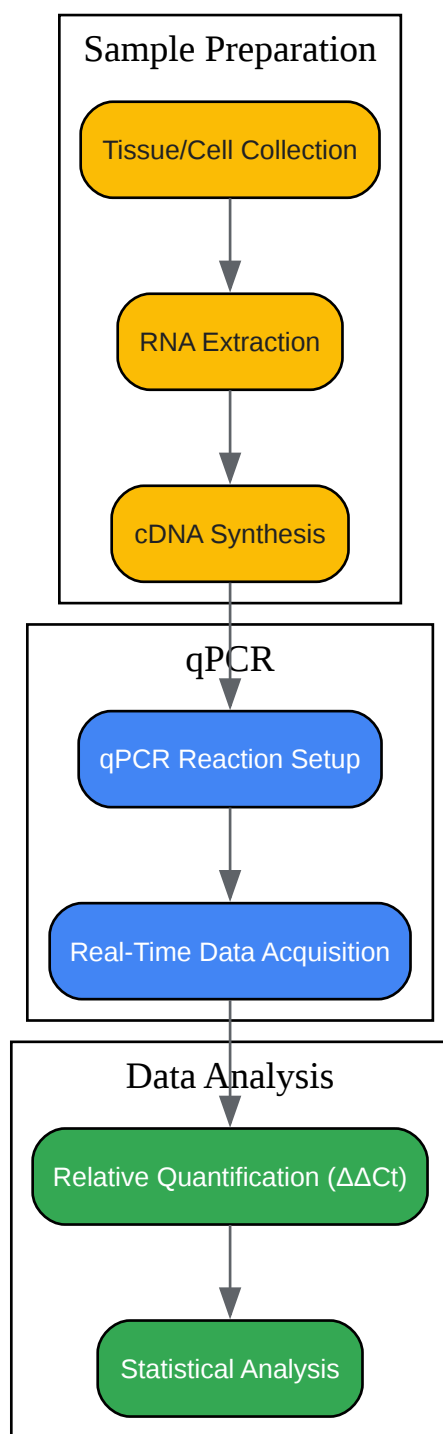 Sample Preparation
Tissue/Cell Collection
RNA Extraction
cDNA Synthesis
qPCR
qPCR Reaction Setup
Real-Time Data Acquisition
Data Analysis
Relative Quantification (ΔΔCt)
Statistical Analysis